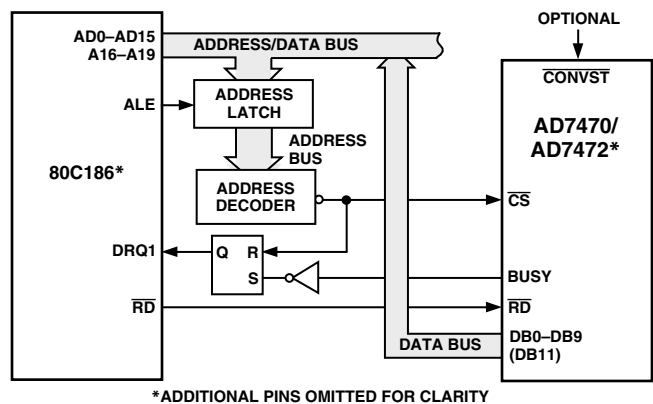 OPTIONAL
AD0–AD15
A16–A19
ADDRESS/DATA BUS
CONVST
ALE
ADDRESS
LATCH
AD7470/
AD7472*
ADDRESS
BUS
80C186*
ADDRESS
DECODER
CS
DRQ1
Q
R
S
BUSY
RD
RD
DB0–DB9
(DB11)
DATA BUS
*ADDITIONAL PINS OMITTED FOR CLARITY